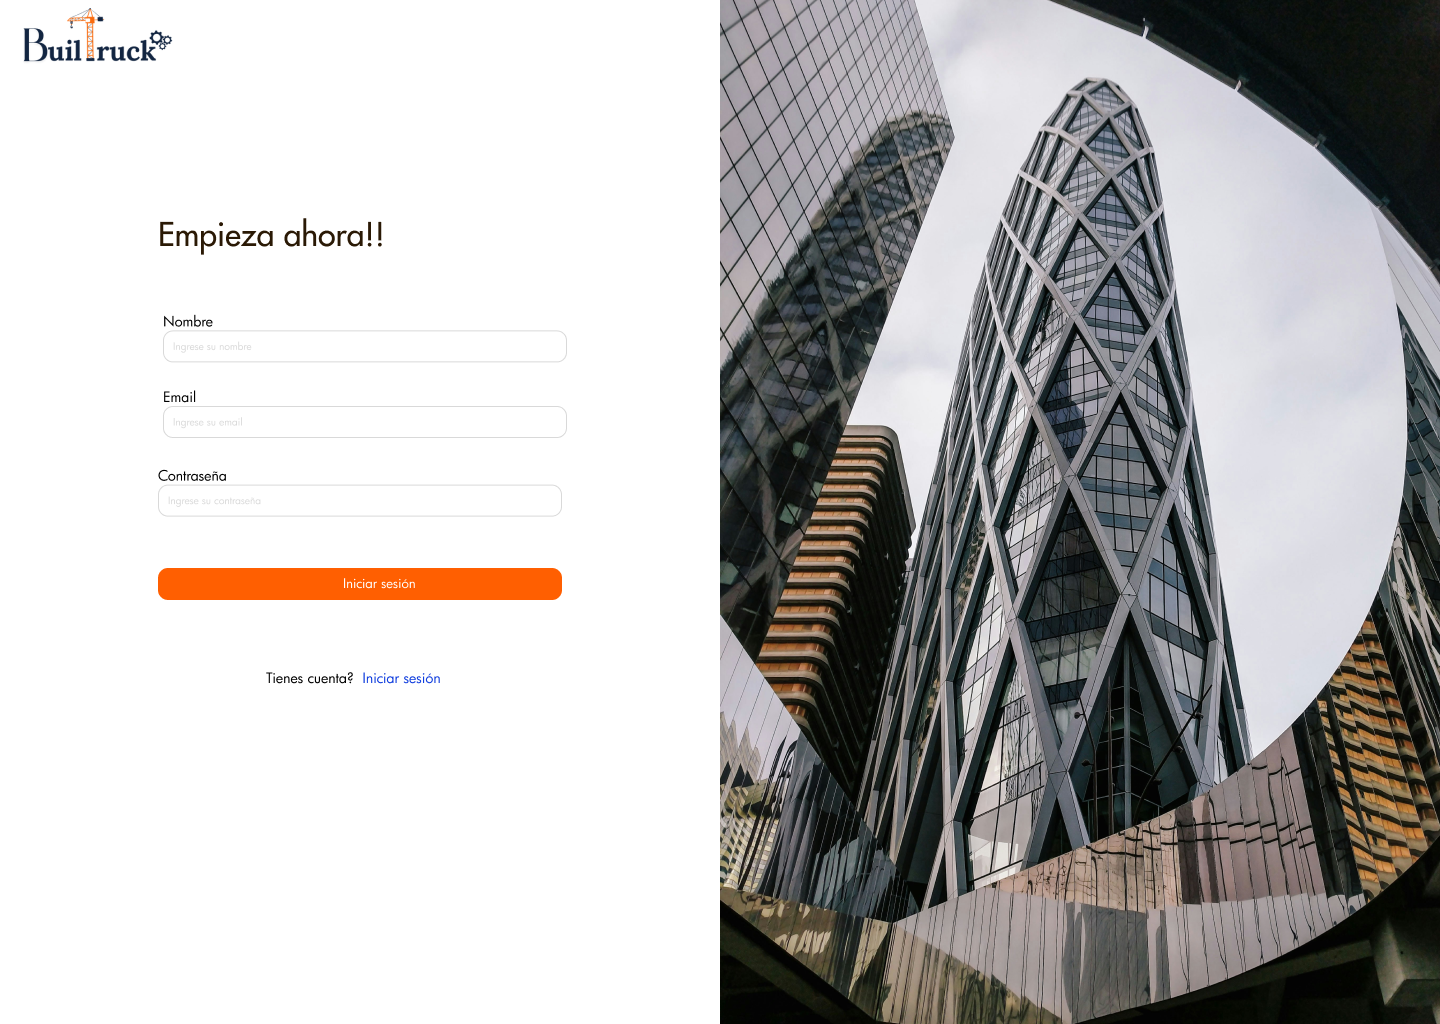 BuilTruck
Empieza ahora!!
Nombre
Ingrese su nombre
Email
Ingrese su email
Contraseña
Ingrese su contraseña
Iniciar sesión
Tienes cuenta? Iniciar sesión